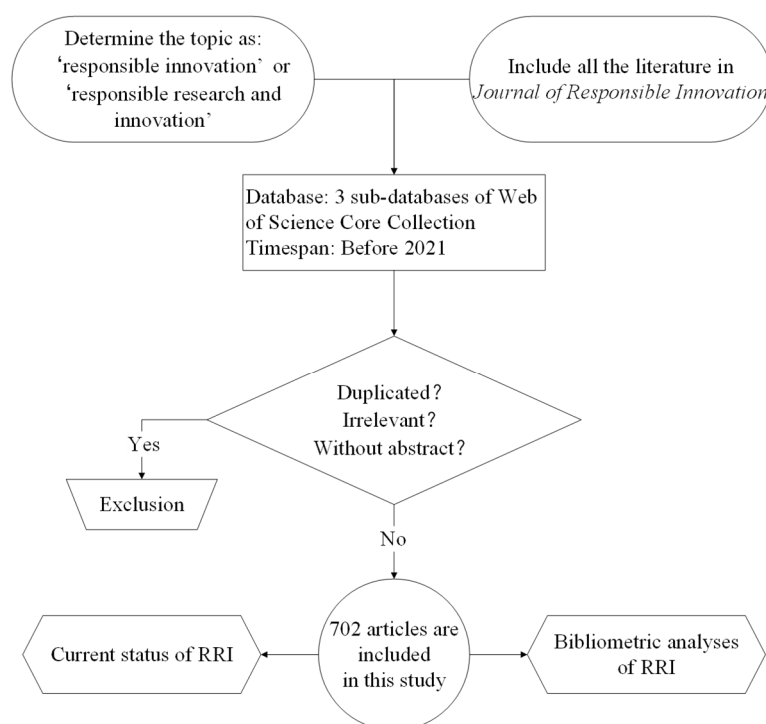 Determine the topic as:
‘responsible innovation’ or
‘responsible research and
innovation’
Include all the literature in
Journal of Responsible Innovation
Database: 3 sub-databases of Web
of Science Core Collection
Timespan: Before 2021
Duplicated?
Irrelevant?
Without abstract?
Yes
Exclusion
No
702 articles are
included
in this study
Current status of RRI
Bibliometric analyses
of RRI